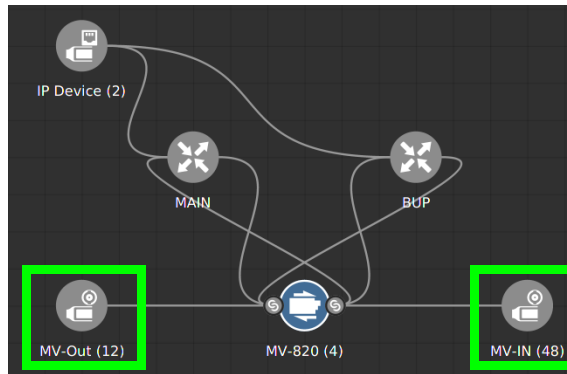 IP Device (2)
MAIN
BUP
MV-Out (12)
MV-820 (4)
MV-IN (48)